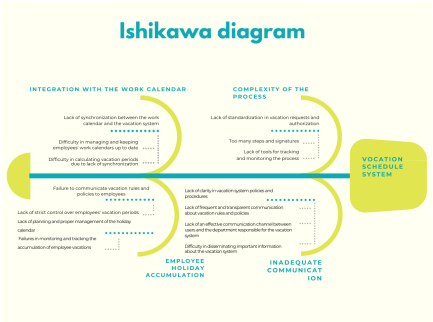 Ishikawa diagram
INTEGRATION WITH THE WORK CALENDAR
Lack of synchronization between the work
calendar and the vacation system
Difficulty in managing and keeping
employees' work calendars up to date
Difficulty in calculating vacation periods
due to lack of synchronization
COMPLEXITY OF THE
PROCESS
Lack of standardization in vacation requests and
authorization
Too many steps and signatures
Lack of tools for tracking
and monitoring the process
VOCATION
SCHEDULE
SYSTEM
Failure to communicate vacation rules and
policies to employees
Lack of strict control over employees' vacation periods
Lack of planning and proper management of the holiday
calendar
Failures in monitoring and tracking the
accumulation of employee vacations
EMPLOYEE
HOLIDAY
ACCUMULATION
Lack of clarity in vacation system policies and
procedures
Lack of frequent and transparent communication
about vacation rules and policies
Lack of an effective communication channel between
users and the department responsible for the vacation
system
Difficulty in disseminating important information
about the vacation system
INADEQUATE
COMMUNICAT
ION